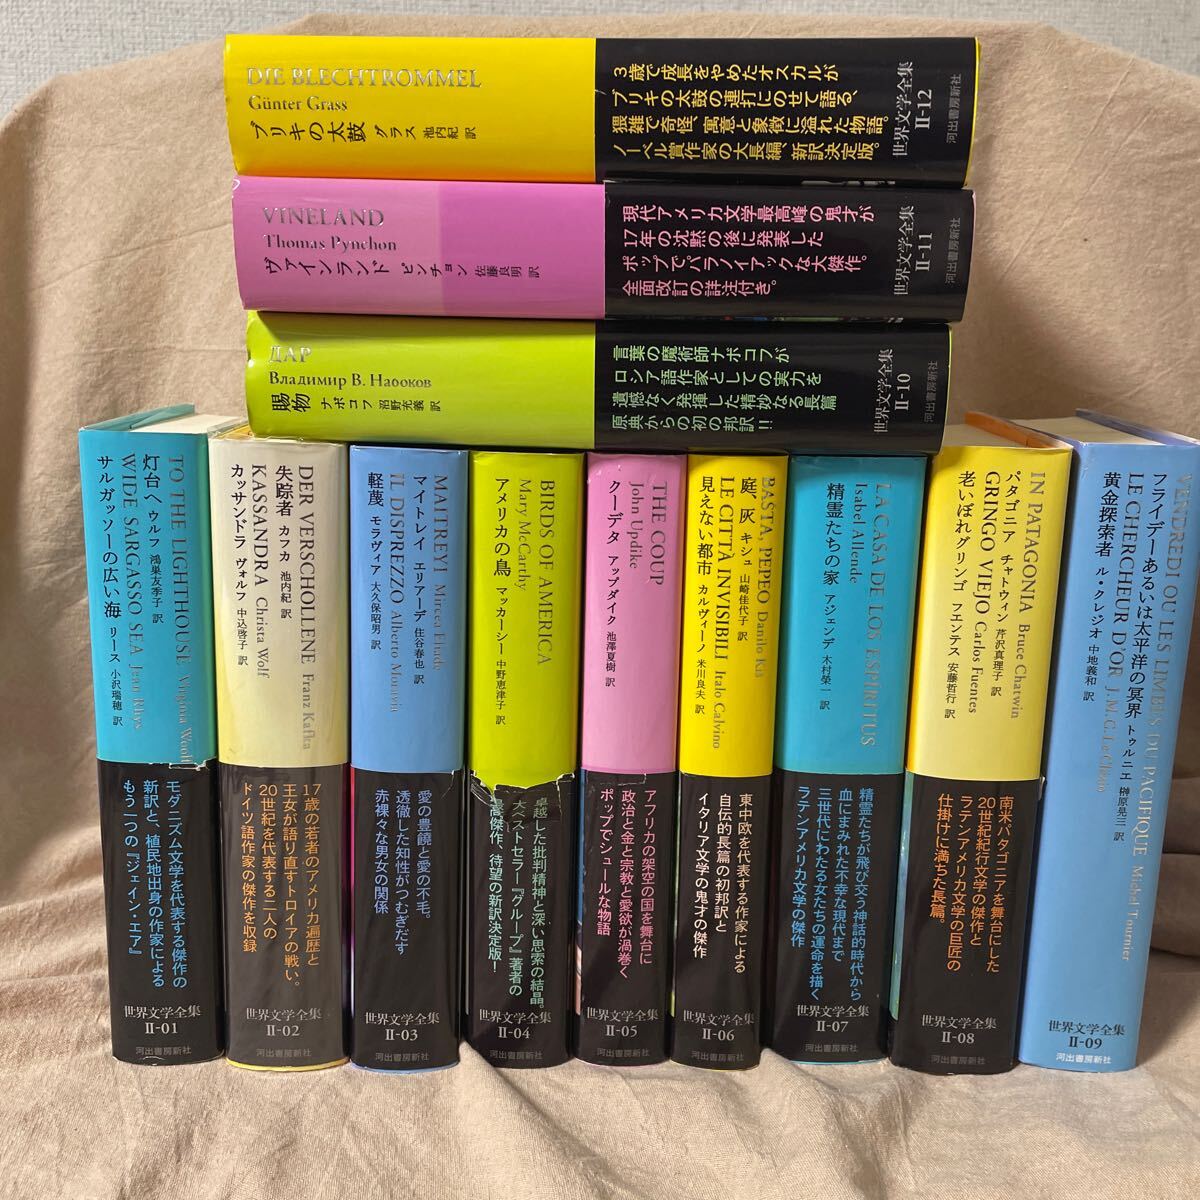 DIE BLECHTROMMEL
Günter Grass
ブリキの太鼓 グラス 池内紀 訳
3歳で成長をやめたオスカルが
ブリキの太鼓の連打にのせて語る、
猥雑で奇怪、寓意と象徴に溢れた物語。
ノーベル賞作家の大長編、新訳決定版。
世界文学全集
II-12
河出書房新社
VINELAND
Thomas Pynchon
ヴァインランド ピンチョン 佐藤良明 訳
現代アメリカ文学最高峰の鬼才が
17年の沈黙の後に発表した
ポップでパラノイアックな大傑作。
全面改訂の詳注付き。
世界文学全集
II-11
河出書房新社
ДАР
Владимир В. Набоков
賜物 ナボコフ 沼野充義 訳
言葉の魔術師ナボコフが
ロシア語作家としての実力を
遺憾なく発揮した精妙なる長篇
原典からの初の邦訳!!
世界文学全集
II-10
河出書房新社
TO THE LIGHTHOUSE Virginia Woolf
灯台へ ウルフ 鴻巣友季子 訳
WIDE SARGASSO SEA Jean Rhys
サルガッソーの広い海 リース 小沢瑞穂 訳
モダニズム文学を代表する傑作の
新訳と、植民地出身の作家による
もう一つの『ジェイン・エア』
世界文学全集
II-01
河出書房新社
DER VERSCHOLLENE Franz Kafka
失踪者 カフカ 池内紀 訳
KASSANDRA Christa Wolf
カッサンドラ ヴォルフ 中込啓子 訳
17歳の若者のアメリカ遍歴と
王女が語り直すトロイアの戦い。
20世紀を代表する二人の
ドイツ語作家の傑作を収録
世界文学全集
II-02
河出書房新社
MAITREYI Mircea Eliade
マイトレイ エリアーデ 住谷春也 訳
IL DISPREZZO Alberto Moravia
軽蔑 モラヴィア 大久保昭男 訳
愛の豊饒と愛の不毛。
透徹した知性がつむぎだす
赤裸々な男女の関係
世界文学全集
II-03
河出書房新社
BIRDS OF AMERICA
Mary McCarthy
アメリカの鳥 マッカーシー 中野恵津子 訳
卓越した批判精神と深い思索の結晶。
大ベストセラー『グループ』著者の
最高傑作、待望の新訳決定版!
世界文学全集
II-04
河出書房新社
THE COUP
John Updike
クーデタ アップダイク 池澤夏樹 訳
アフリカの架空の国を舞台に
政治と金と宗教と愛欲が渦巻く
ポップでシュールな物語
世界文学全集
II-05
河出書房新社
BASTA, PEPEO Danilo Kiš
庭、灰 キシュ 山崎佳代子 訳
LE CITTÀ INVISIBILI Italo Calvino
見えない都市 カルヴィーノ 米川良夫 訳
東中欧を代表する作家による
自伝的長篇の初邦訳と
イタリア文学の鬼才の傑作
世界文学全集
II-06
河出書房新社
LA CASA DE LOS ESPÍRITUS
Isabel Allende
精霊たちの家 アジェンデ 木村榮一 訳
精霊たちが飛び交う神話的時代から
血にまみれた不幸な現代まで
三世代にわたる女たちの運命を描く
ラテンアメリカ文学の傑作
世界文学全集
II-07
河出書房新社
IN PATAGONIA Bruce Chatwin
パタゴニア チャトウィン 芹沢真理子 訳
GRINGO VIEJO Carlos Fuentes
老いぼれグリンゴ フエンテス 安藤哲行 訳
南米パタゴニアを舞台にした
20世紀紀行文学の傑作と
ラテンアメリカ文学の巨匠の
仕掛けに満ちた長篇。
世界文学全集
II-08
河出書房新社
VENDREDI OU LES LIMBES DU PACIFIQUE Michel Tournier
フライデーあるいは太平洋の冥界 トゥルニエ 榊原晃三 訳
LE CHERCHEUR D'OR J.M.G. Le Clézio
黄金探索者 ル・クレジオ 中地義和 訳
世界文学全集
II-09
河出書房新社